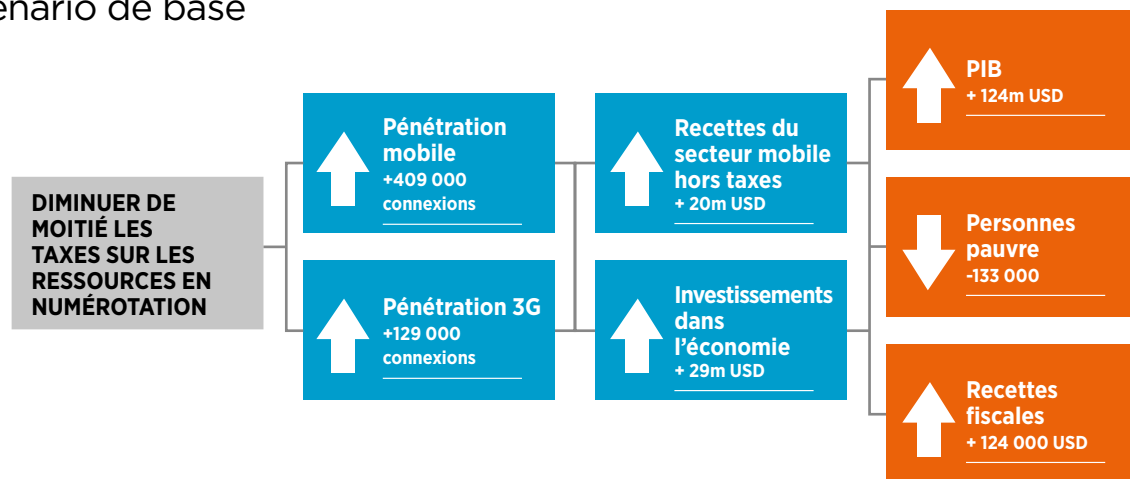 énario de base
DIMINUER DE
MOITIÉ LES
TAXES SUR LES
RESSOURCES EN
NUMÉROTATION
Pénétration
mobile
+409 000
connexions
Pénétration 3G
+129 000
connexions
Recettes du
secteur mobile
hors taxes
+ 20m USD
Investissements
dans
l'économie
+ 29m USD
PIB
+ 124m USD
Personnes
pauvre
-133 000
Recettes
fiscales
+ 124 000 USD